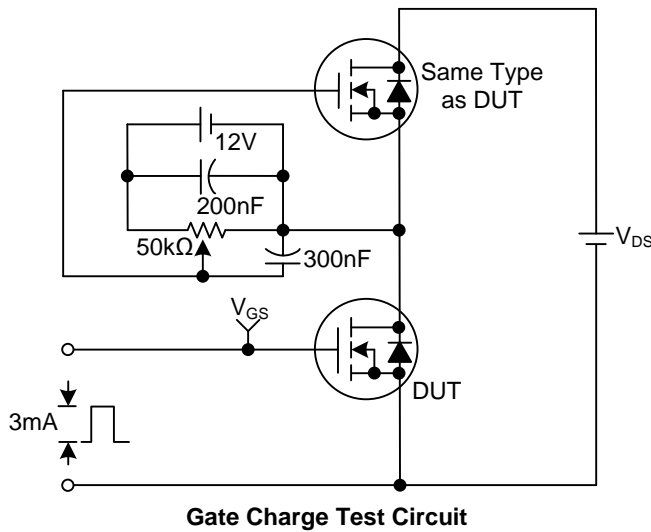 Same Type
as DUT
12V
200nF
50kΩ
300nF
V_DS
V_GS
DUT
3mA
Gate Charge Test Circuit